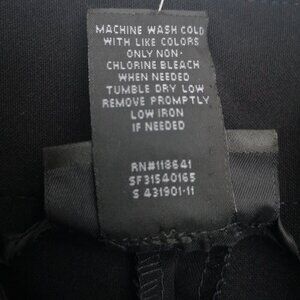 MACHINE WASH COLD
WITH LIKE COLORS
ONLY NON-
CHLORINE BLEACH
WHEN NEEDED
TUMBLE DRY LOW
REMOVE PROMPTLY
LOW IRON
IF NEEDED
RN#118641
SF31540165
S 431901-11